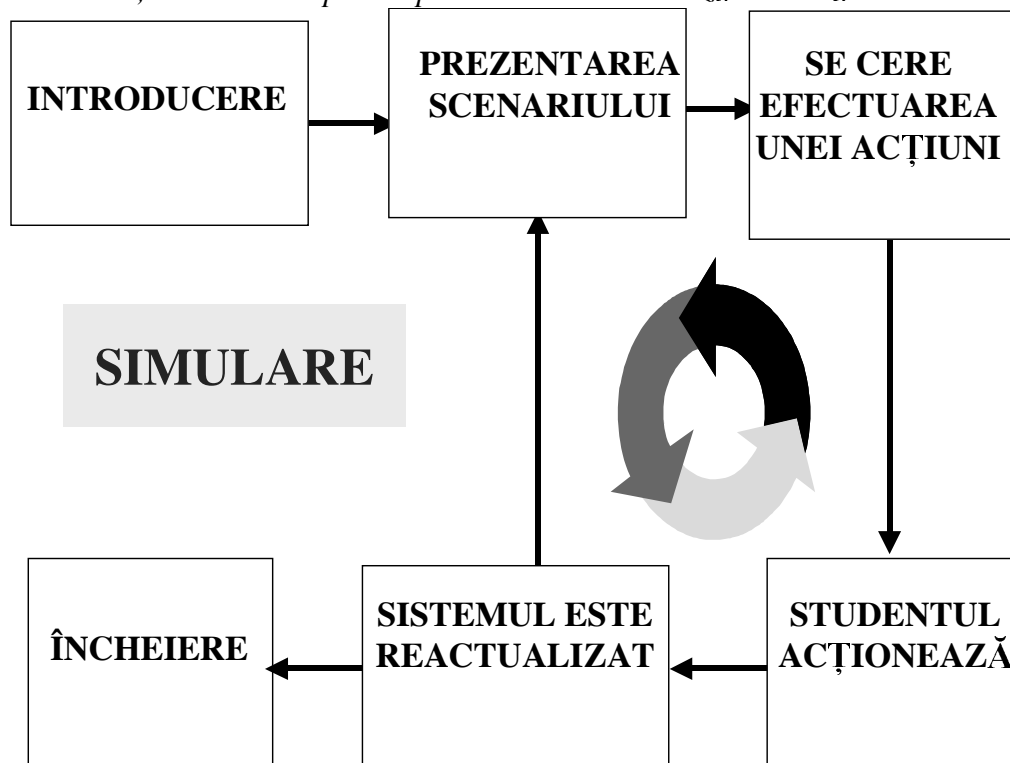 INTRODUCERE
PREZENTAREA
SCENARIULUI
SE CERE
EFECTUAREA
UNEI ACȚIUNI
SIMULARE
ÎNCHEIERE
SISTEMUL ESTE
REACTUALIZAT
STUDENTUL
ACȚIONEAZĂ